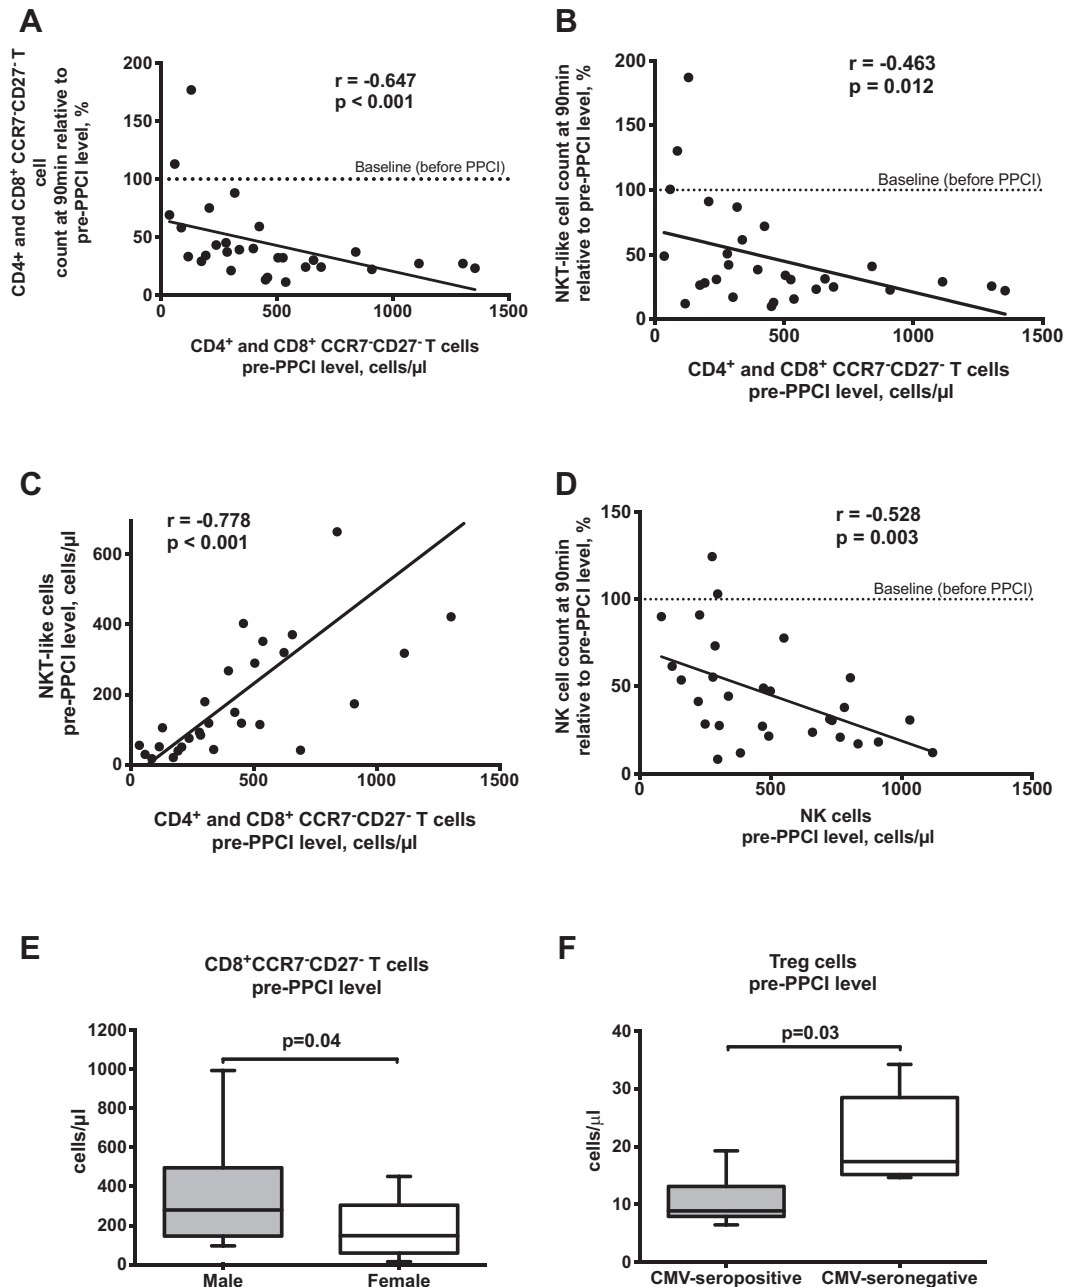 A
CD4+ and CD8⁺ CCR7⁻CD27⁻ T
cell
count at 90min relative to
pre-PPCI level, %
200
150
100
50
0
r = -0.647
p < 0.001
Baseline (before PPCI)
0 500 1000 1500
CD4⁺ and CD8⁺ CCR7⁻CD27⁻ T cells
pre-PPCI level, cells/µl
B
NKT-like cell count at 90min
relative to pre-PPCI level, %
200
150
100
50
0
r = -0.463
p = 0.012
Baseline (before PPCI)
0 500 1000 1500
CD4⁺ and CD8⁺ CCR7⁻CD27⁻ T cells
pre-PPCI level, cells/µl
C
NKT-like cells
pre-PPCI level, cells/µl
600
400
200
0
r = -0.778
p < 0.001
0 500 1000 1500
CD4⁺ and CD8⁺ CCR7⁻CD27⁻ T cells
pre-PPCI level, cells/µl
D
NK cell count at 90min
relative to pre-PPCI level, %
150
100
50
0
r = -0.528
p = 0.003
Baseline (before PPCI)
0 500 1000 1500
NK cells
pre-PPCI level, cells/µl
E
CD8⁺CCR7⁻CD27⁻ T cells
pre-PPCI level
cells/µl
1200
1000
800
600
400
200
0
p=0.04
Male Female
F
Treg cells
pre-PPCI level
cells/µl
40
30
20
10
0
p=0.03
CMV-seropositive CMV-seronegative